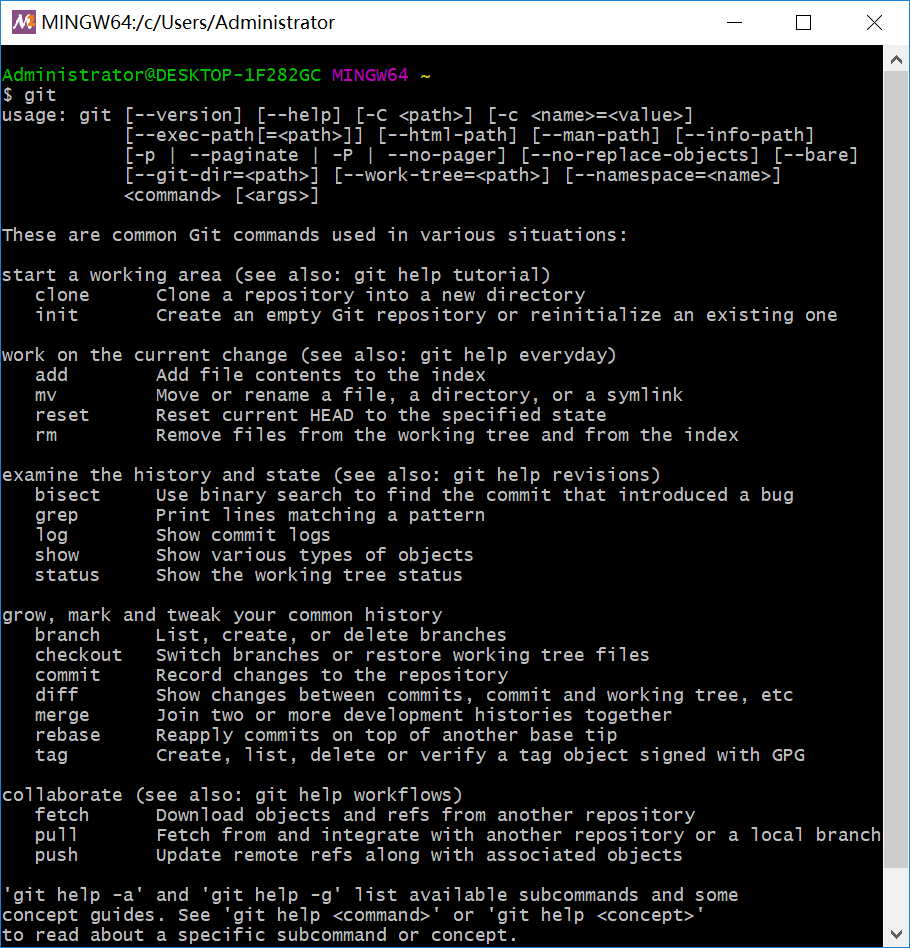 MINGW64:/c/Users/Administrator
Administrator@DESKTOP-1F282GC MINGW64 ~
$ git
usage: git [--version] [--help] [-C <path>] [-c <name>=<value>]
           [--exec-path[=<path>]] [--html-path] [--man-path] [--info-path]
           [-p | --paginate | -P | --no-pager] [--no-replace-objects] [--bare]
           [--git-dir=<path>] [--work-tree=<path>] [--namespace=<name>]
           <command> [<args>]

These are common Git commands used in various situations:

start a working area (see also: git help tutorial)
   clone      Clone a repository into a new directory
   init       Create an empty Git repository or reinitialize an existing one

work on the current change (see also: git help everyday)
   add        Add file contents to the index
   mv         Move or rename a file, a directory, or a symlink
   reset      Reset current HEAD to the specified state
   rm         Remove files from the working tree and from the index

examine the history and state (see also: git help revisions)
   bisect     Use binary search to find the commit that introduced a bug
   grep       Print lines matching a pattern
   log        Show commit logs
   show       Show various types of objects
   status     Show the working tree status

grow, mark and tweak your common history
   branch     List, create, or delete branches
   checkout   Switch branches or restore working tree files
   commit     Record changes to the repository
   diff       Show changes between commits, commit and working tree, etc
   merge      Join two or more development histories together
   rebase     Reapply commits on top of another base tip
   tag        Create, list, delete or verify a tag object signed with GPG

collaborate (see also: git help workflows)
   fetch      Download objects and refs from another repository
   pull       Fetch from and integrate with another repository or a local branch
   push       Update remote refs along with associated objects

'git help -a' and 'git help -g' list available subcommands and some
concept guides. See 'git help <command>' or 'git help <concept>'
to read about a specific subcommand or concept.